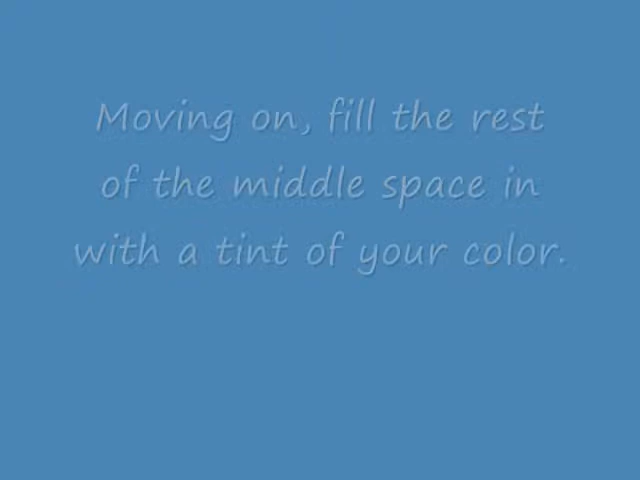 Moving on, fill the rest
of the middle space in
with a tint of your color.